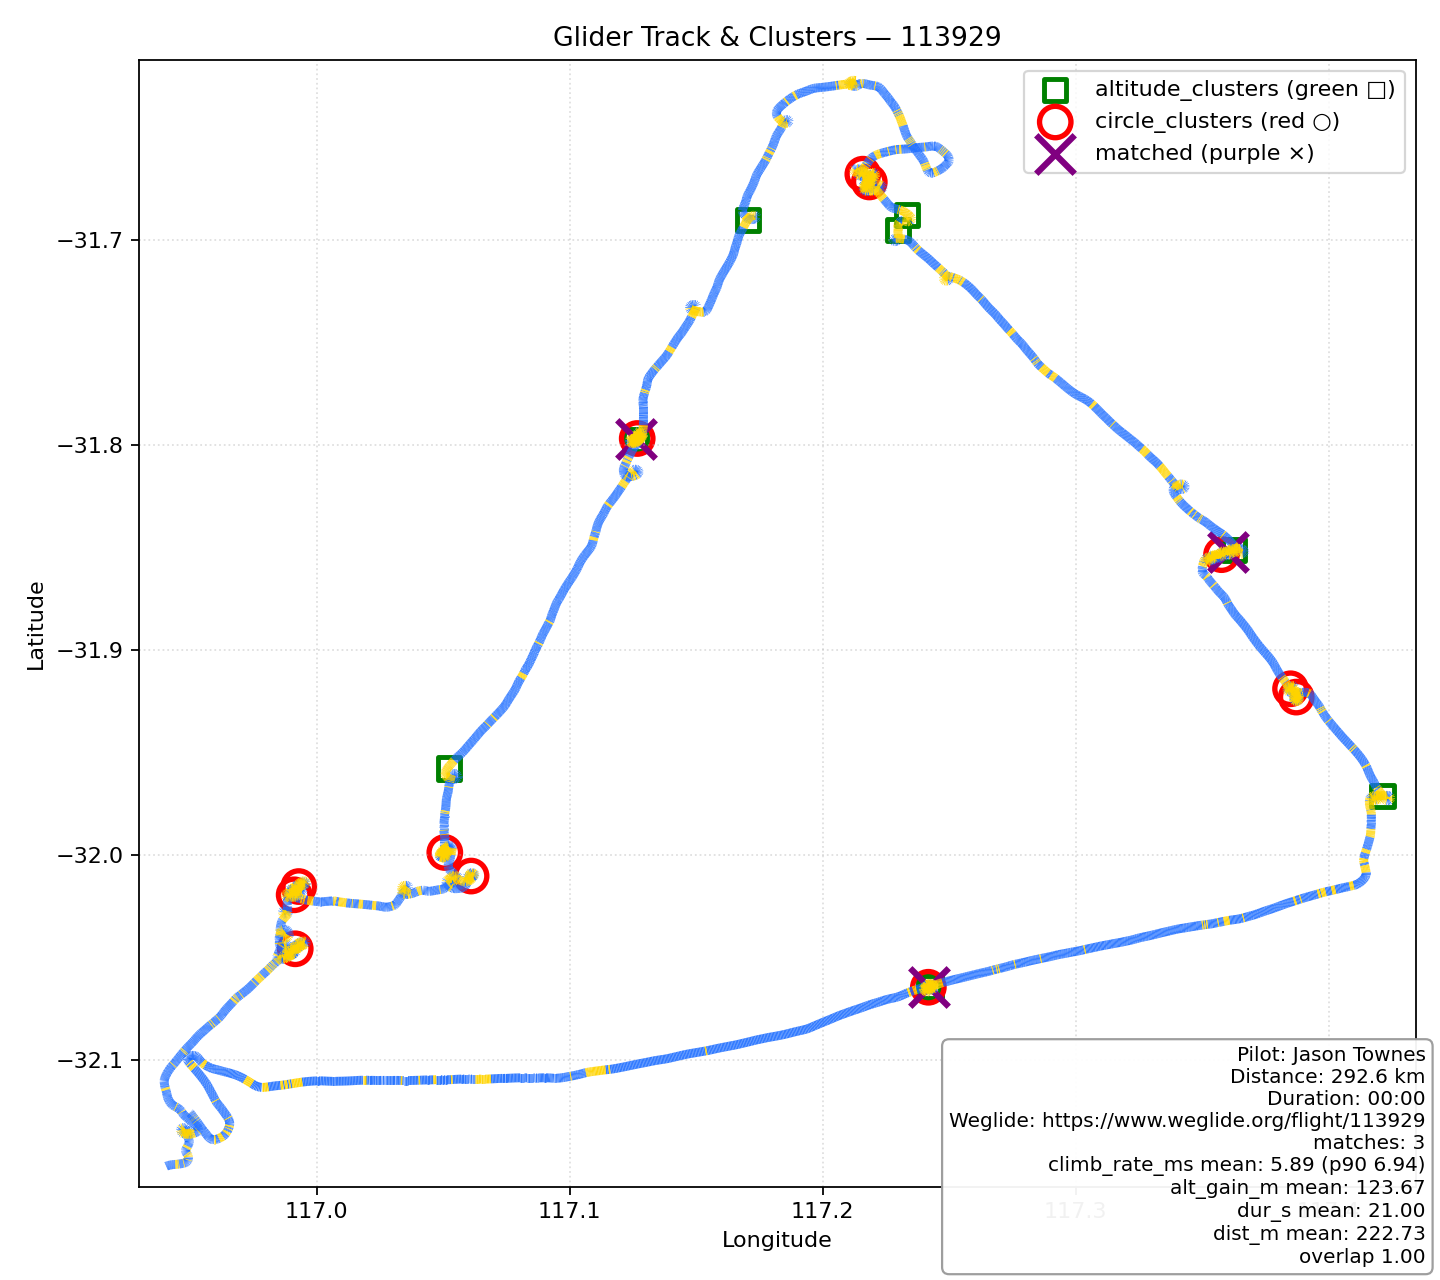 Glider Track & Clusters — 113929
altitude_clusters (green □)
circle_clusters (red ○)
matched (purple ×)
−31.7
−31.8
−31.9
−32.0
−32.1
Latitude
117.0
117.1
117.2
117.3
Longitude
Pilot: Jason Townes
Distance: 292.6 km
Duration: 00:00
Weglide: https://www.weglide.org/flight/113929
matches: 3
climb_rate_ms mean: 5.89 (p90 6.94)
alt_gain_m mean: 123.67
dur_s mean: 21.00
dist_m mean: 222.73
overlap 1.00